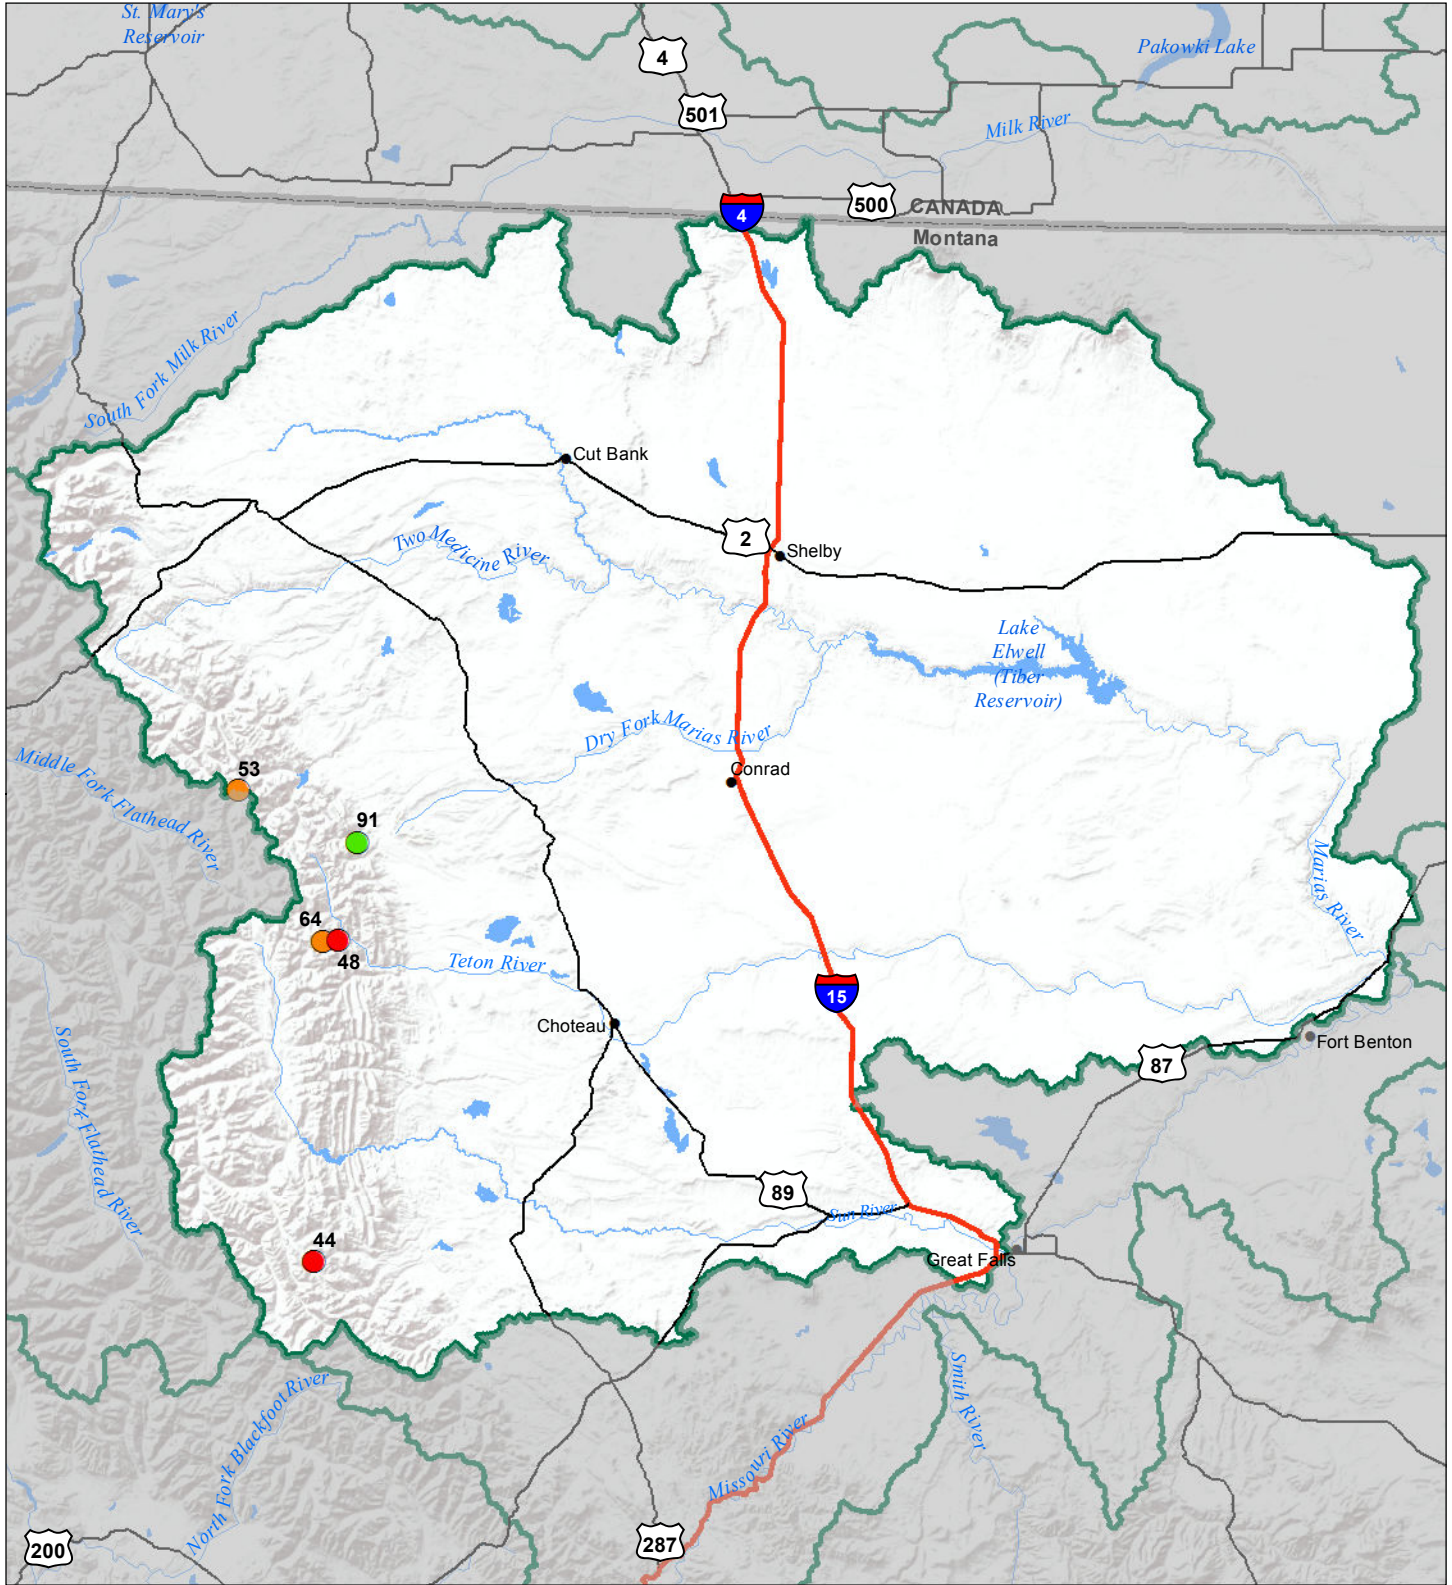 St. Mary's
Reservoir
4
Pakowki Lake
501
Milk River
4
500
CANADA
Montana
South Fork Milk River
Cut Bank
2
Shelby
Two Medicine River
Lake
Elwell
(Tiber
Reservoir)
Dry Fork Marias River
Middle Fork Flathead River
53
Conrad
91
Marias River
64
48
Teton River
15
Choteau
Fort Benton
87
South Fork Flathead River
89
Sun River
44
Great Falls
Smith River
North Fork Blackfoot River
Missouri River
200
287